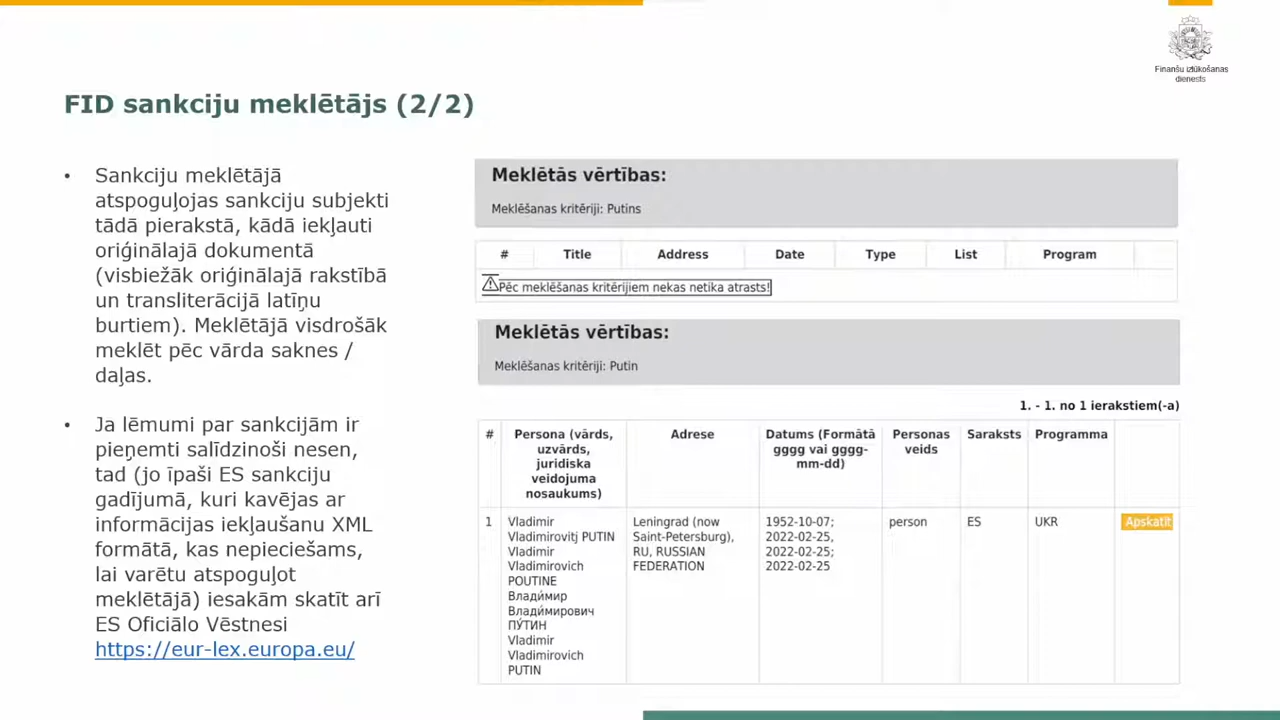 Finanšu izlūkošanas
dienests
FID sankciju meklētājs (2/2)
• Sankciju meklētājā
atspoguļojas sankciju subjekti
tādā pierakstā, kādā iekļauti
oriģinālajā dokumentā
(visbiežāk oriģinālajā rakstībā
un transliterācijā latīņu
burtiem). Meklētājā visdrošāk
meklēt pēc vārda saknes /
daļas.
• Ja lēmumi par sankcijām ir
pieņemti salīdzinoši nesen,
tad (jo īpaši ES sankciju
gadījumā, kuri kavējas ar
informācijas iekļaušanu XML
formātā, kas nepieciešams,
lai varētu atspoguļot
meklētājā) iesakām skatīt arī
ES Oficiālo Vēstnesi
https://eur-lex.europa.eu/
Meklētās vērtības:
Meklēšanas kritēriji: Putins
# Title Address Date Type List Program
Pēc meklēšanas kritērijiem nekas netika atrasts!
Meklētās vērtības:
Meklēšanas kritēriji: Putin
1. - 1. no 1 ierakstiem(-a)
# Persona (vārds, Adrese Datums (Formātā Personas Saraksts Programma
uzvārds, gggg vai gggg- veids
juridiska mm-dd)
veidojuma
nosaukums)
1 Vladimir Leningrad (now 1952-10-07; person ES UKR Apskatīt
Vladimirovitj PUTIN Saint-Petersburg), 2022-02-25,
Vladimir RU, RUSSIAN 2022-02-25;
Vladimirovich FEDERATION 2022-02-25
POUTINE
Влади́мир
Влади́мирович
ПУ́ТИН
Vladimir
Vladimirovich
PUTIN